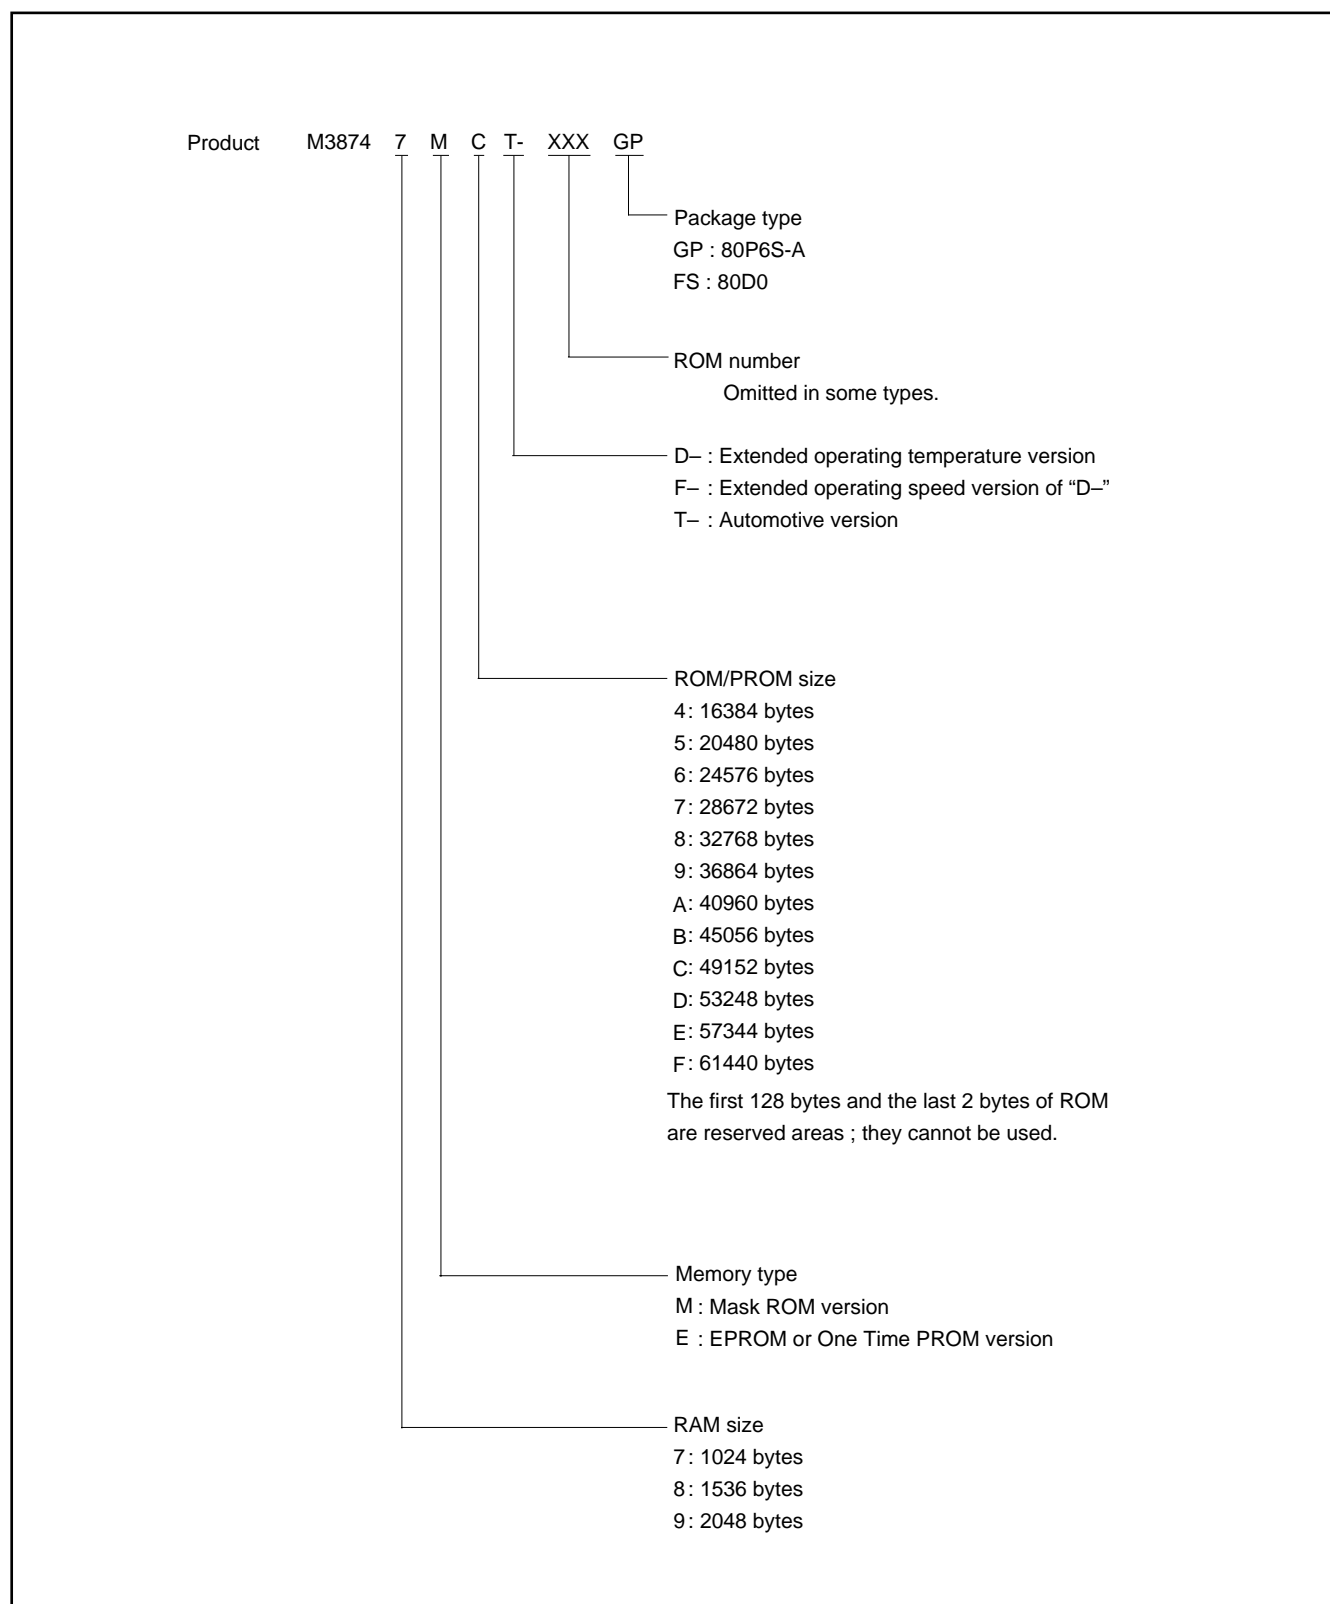 Product M3874 7 M C T- XXX GP
Package type
GP : 80P6S-A
FS : 80D0
ROM number
Omitted in some types.
D– : Extended operating temperature version
F– : Extended operating speed version of “D–”
T– : Automotive version
ROM/PROM size
4: 16384 bytes
5: 20480 bytes
6: 24576 bytes
7: 28672 bytes
8: 32768 bytes
9: 36864 bytes
A: 40960 bytes
B: 45056 bytes
C: 49152 bytes
D: 53248 bytes
E: 57344 bytes
F: 61440 bytes
The first 128 bytes and the last 2 bytes of ROM
are reserved areas ; they cannot be used.
Memory type
M : Mask ROM version
E : EPROM or One Time PROM version
RAM size
7: 1024 bytes
8: 1536 bytes
9: 2048 bytes